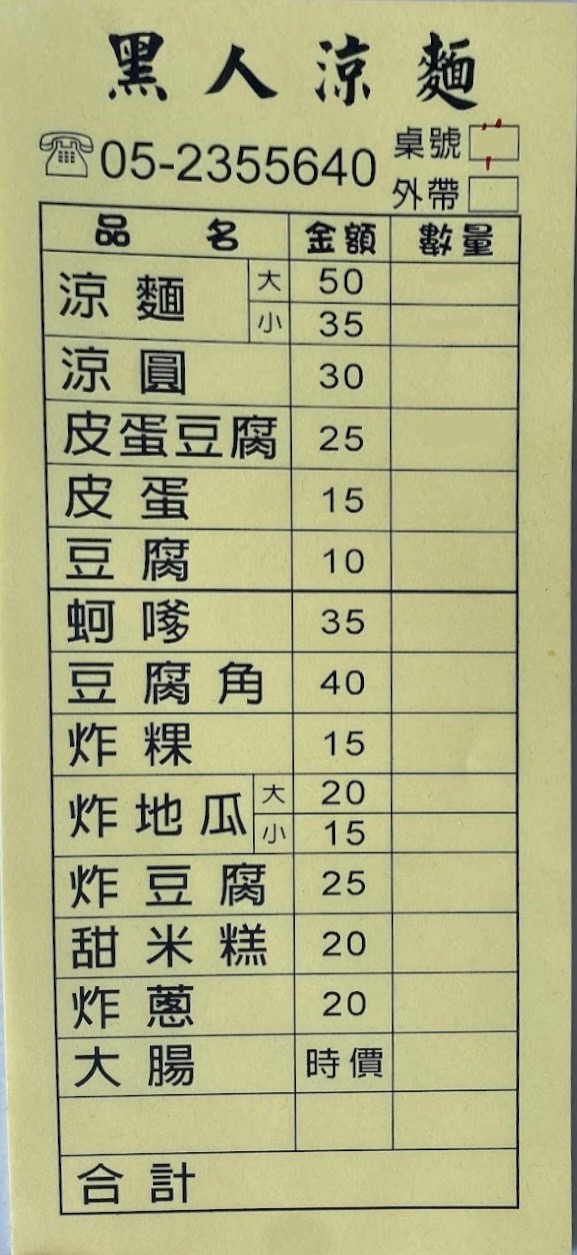 黑人涼麵
☏05-2355640 桌號
外帶
品名 金額 數量
涼麵 大 50
小 35
涼圓 30
皮蛋豆腐 25
皮蛋 15
豆腐 10
蚵嗲 35
豆腐角 40
炸粿 15
炸地瓜 大 20
小 15
炸豆腐 25
甜米糕 20
炸蔥 20
大腸 時價
合計